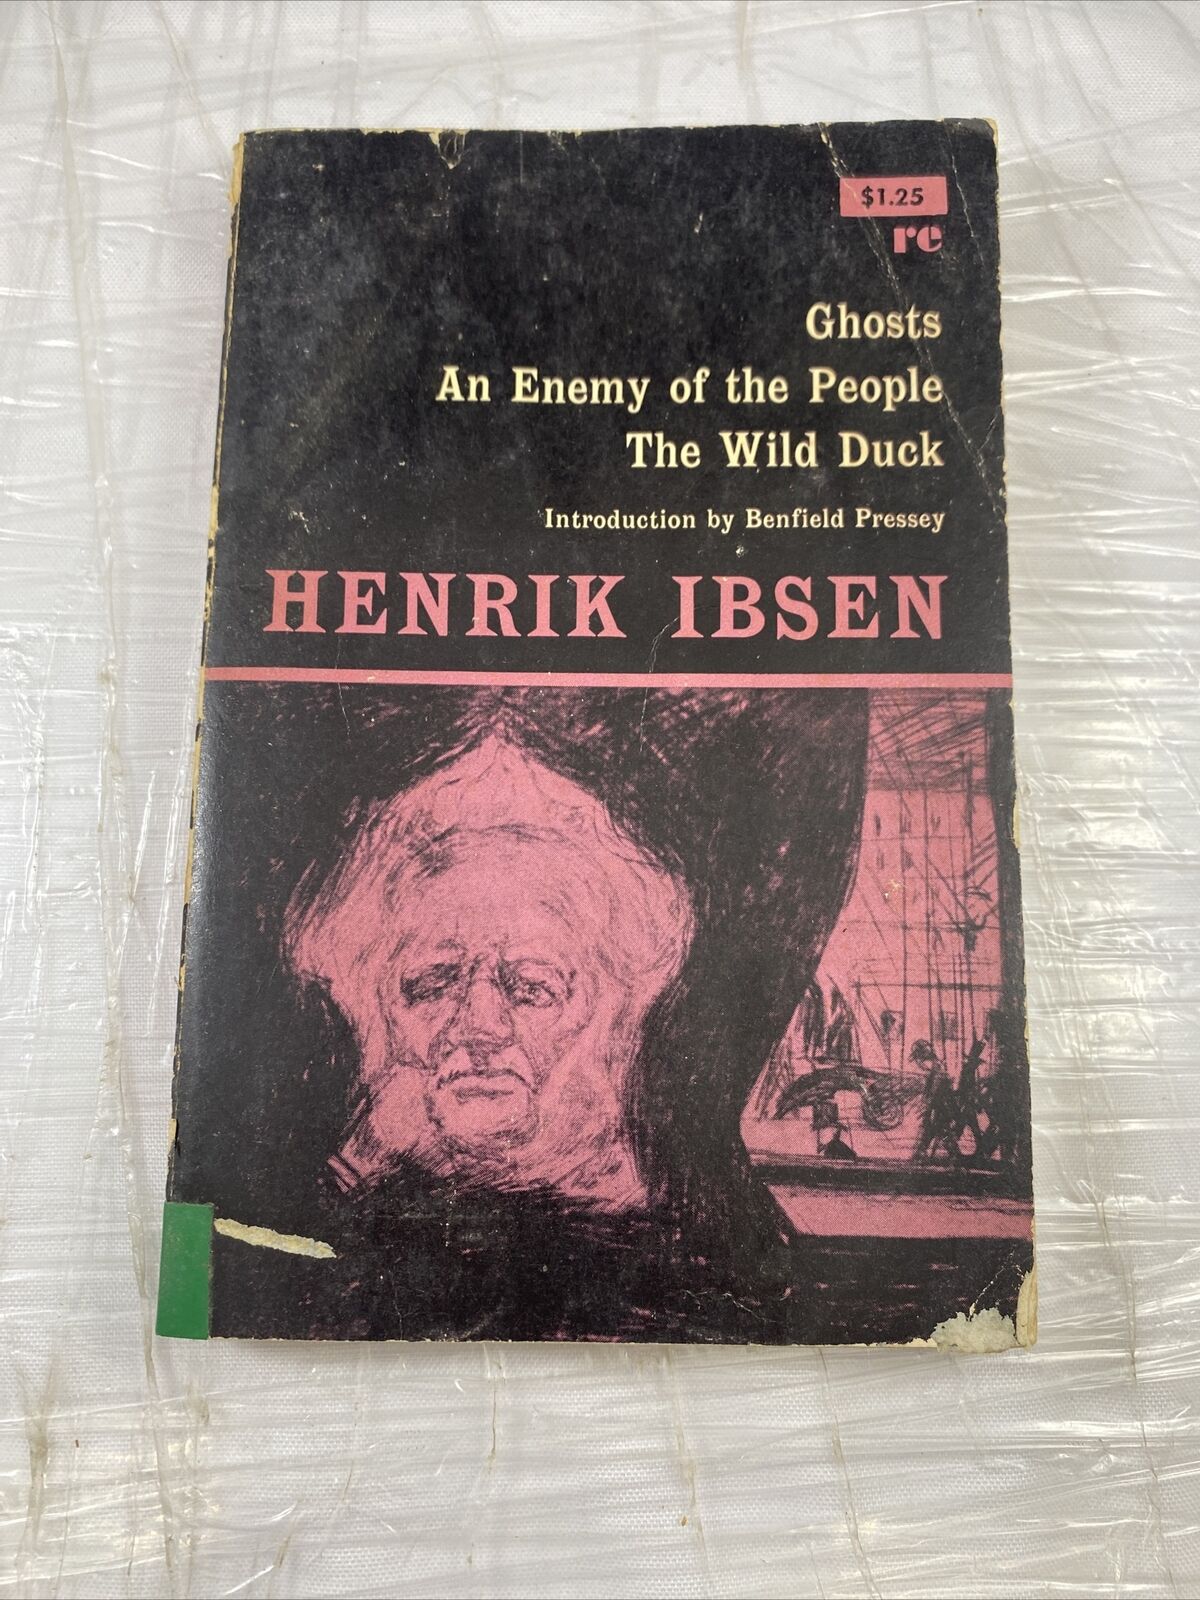 $1.25
re
Ghosts
An Enemy of the People
The Wild Duck
Introduction by Benfield Pressey
HENRIK IBSEN